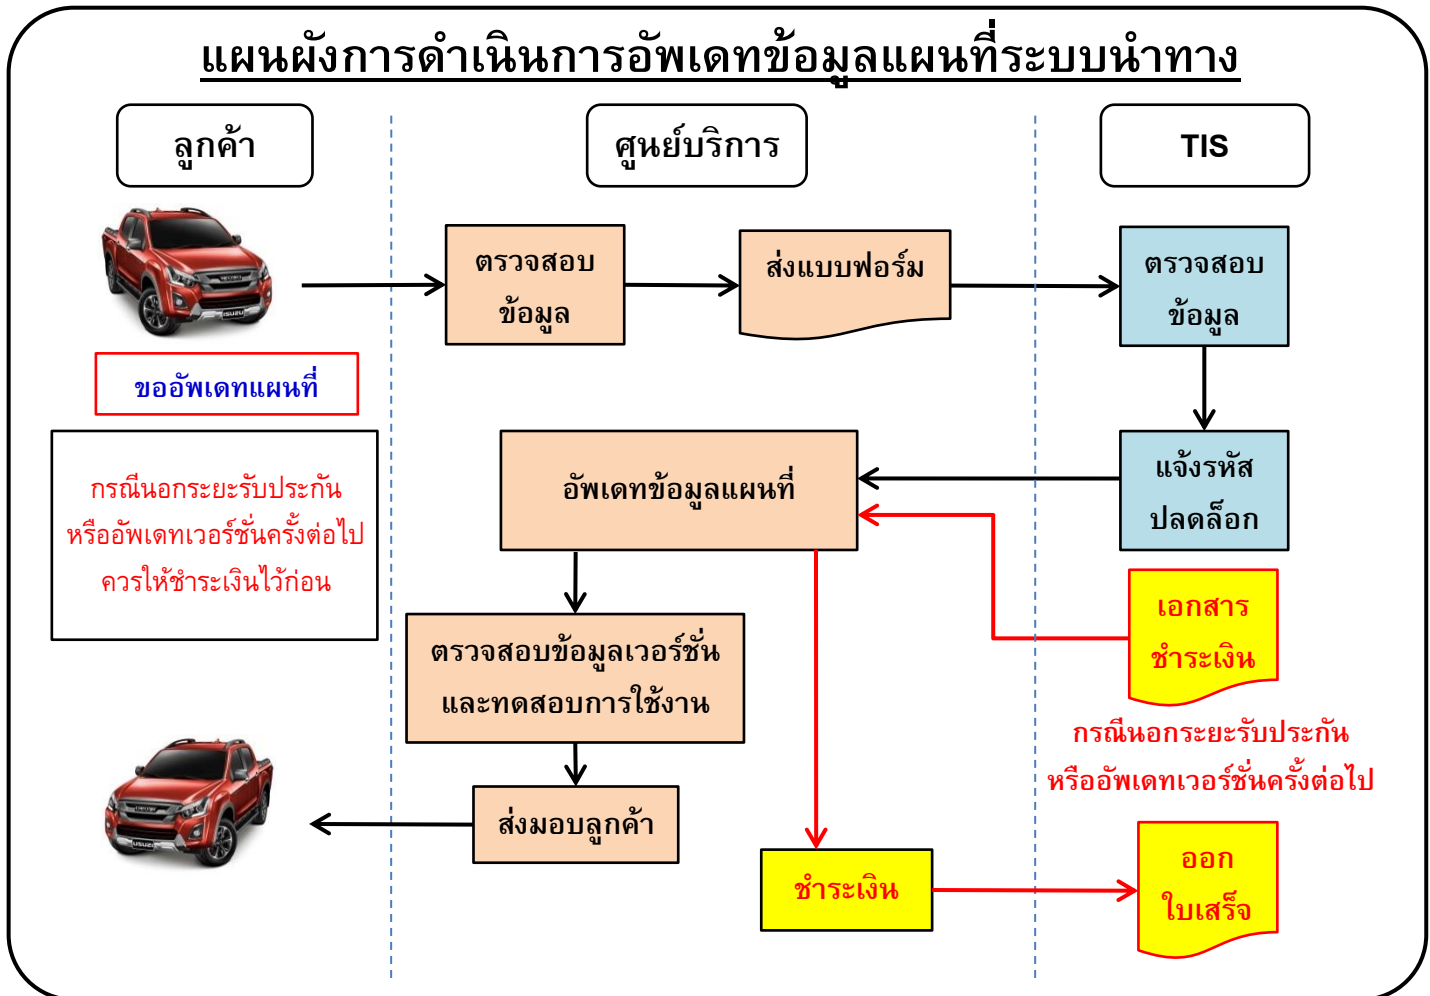 แผนผังการดำเนินการอัพเดทข้อมูลแผนที่ระบบนำทาง
ลูกค้า
ศูนย์บริการ
TIS
ตรวจสอบ
ข้อมูล
ส่งแบบฟอร์ม
ตรวจสอบ
ข้อมูล
ISUZU
ขออัพเดทแผนที่
กรณีนอกระยะรับประกัน
หรืออัพเดทเวอร์ชั่นครั้งต่อไป
ควรให้ชำระเงินไว้ก่อน
อัพเดทข้อมูลแผนที่
แจ้งรหัส
ปลดล็อก
เอกสาร
ชำระเงิน
ตรวจสอบข้อมูลเวอร์ชั่น
และทดสอบการใช้งาน
กรณีนอกระยะรับประกัน
หรืออัพเดทเวอร์ชั่นครั้งต่อไป
ส่งมอบลูกค้า
ISUZU
ชำระเงิน
ออก
ใบเสร็จ